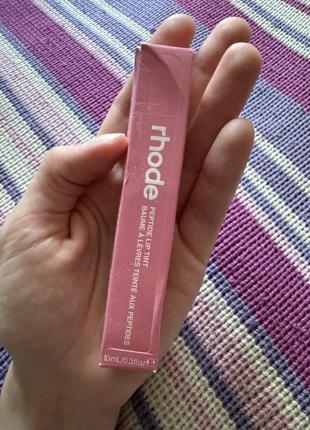 rhode
PEPTIDE LIP TINT
BAUME À LÈVRES TEINTÉ AUX PEPTIDES
10mL/0.3fl oz